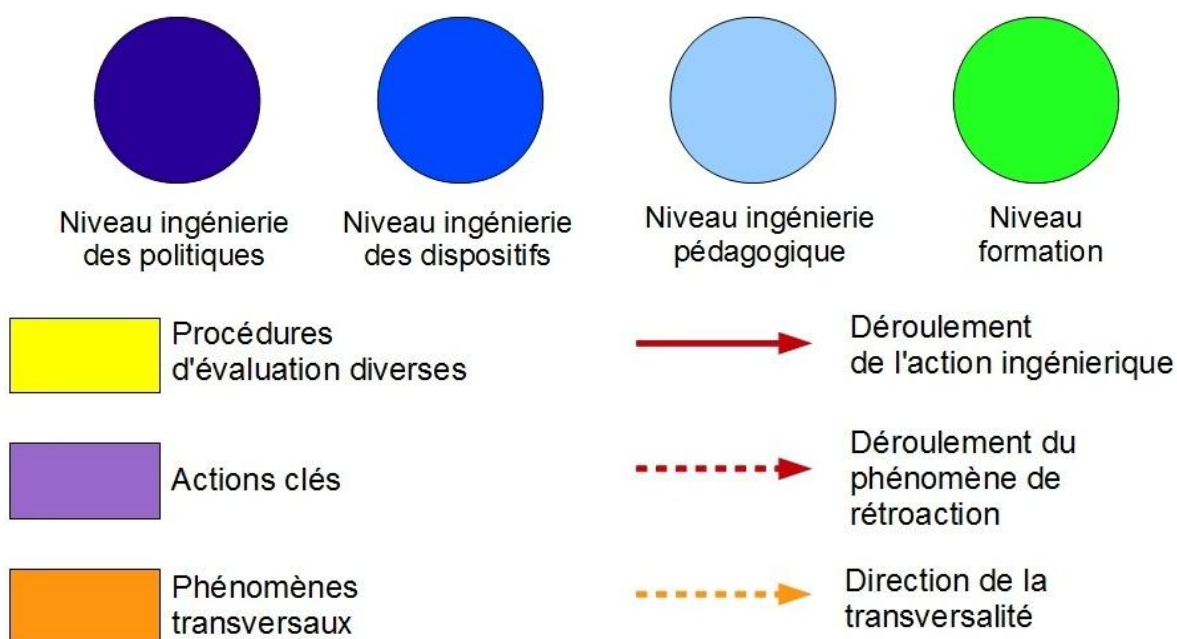 Niveau ingénierie
des politiques
Niveau ingénierie
des dispositifs
Niveau ingénierie
pédagogique
Niveau
formation
Procédures
d'évaluation diverses
Déroulement
de l'action ingénierique
Actions clés
Déroulement du
phénomène de
rétroaction
Phénomènes
transversaux
Direction de la
transversalité